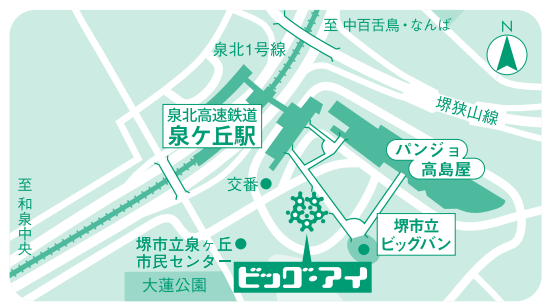 至 中百舌鳥・なんば
N
泉北1号線
堺狭山線
泉北高速鉄道
泉ケ丘駅
パンジョ
高島屋
至 和泉中央
交番
堺市立
ビッグバン
堺市立泉ヶ丘
市民センター
ビッグ・アイ
大蓮公園